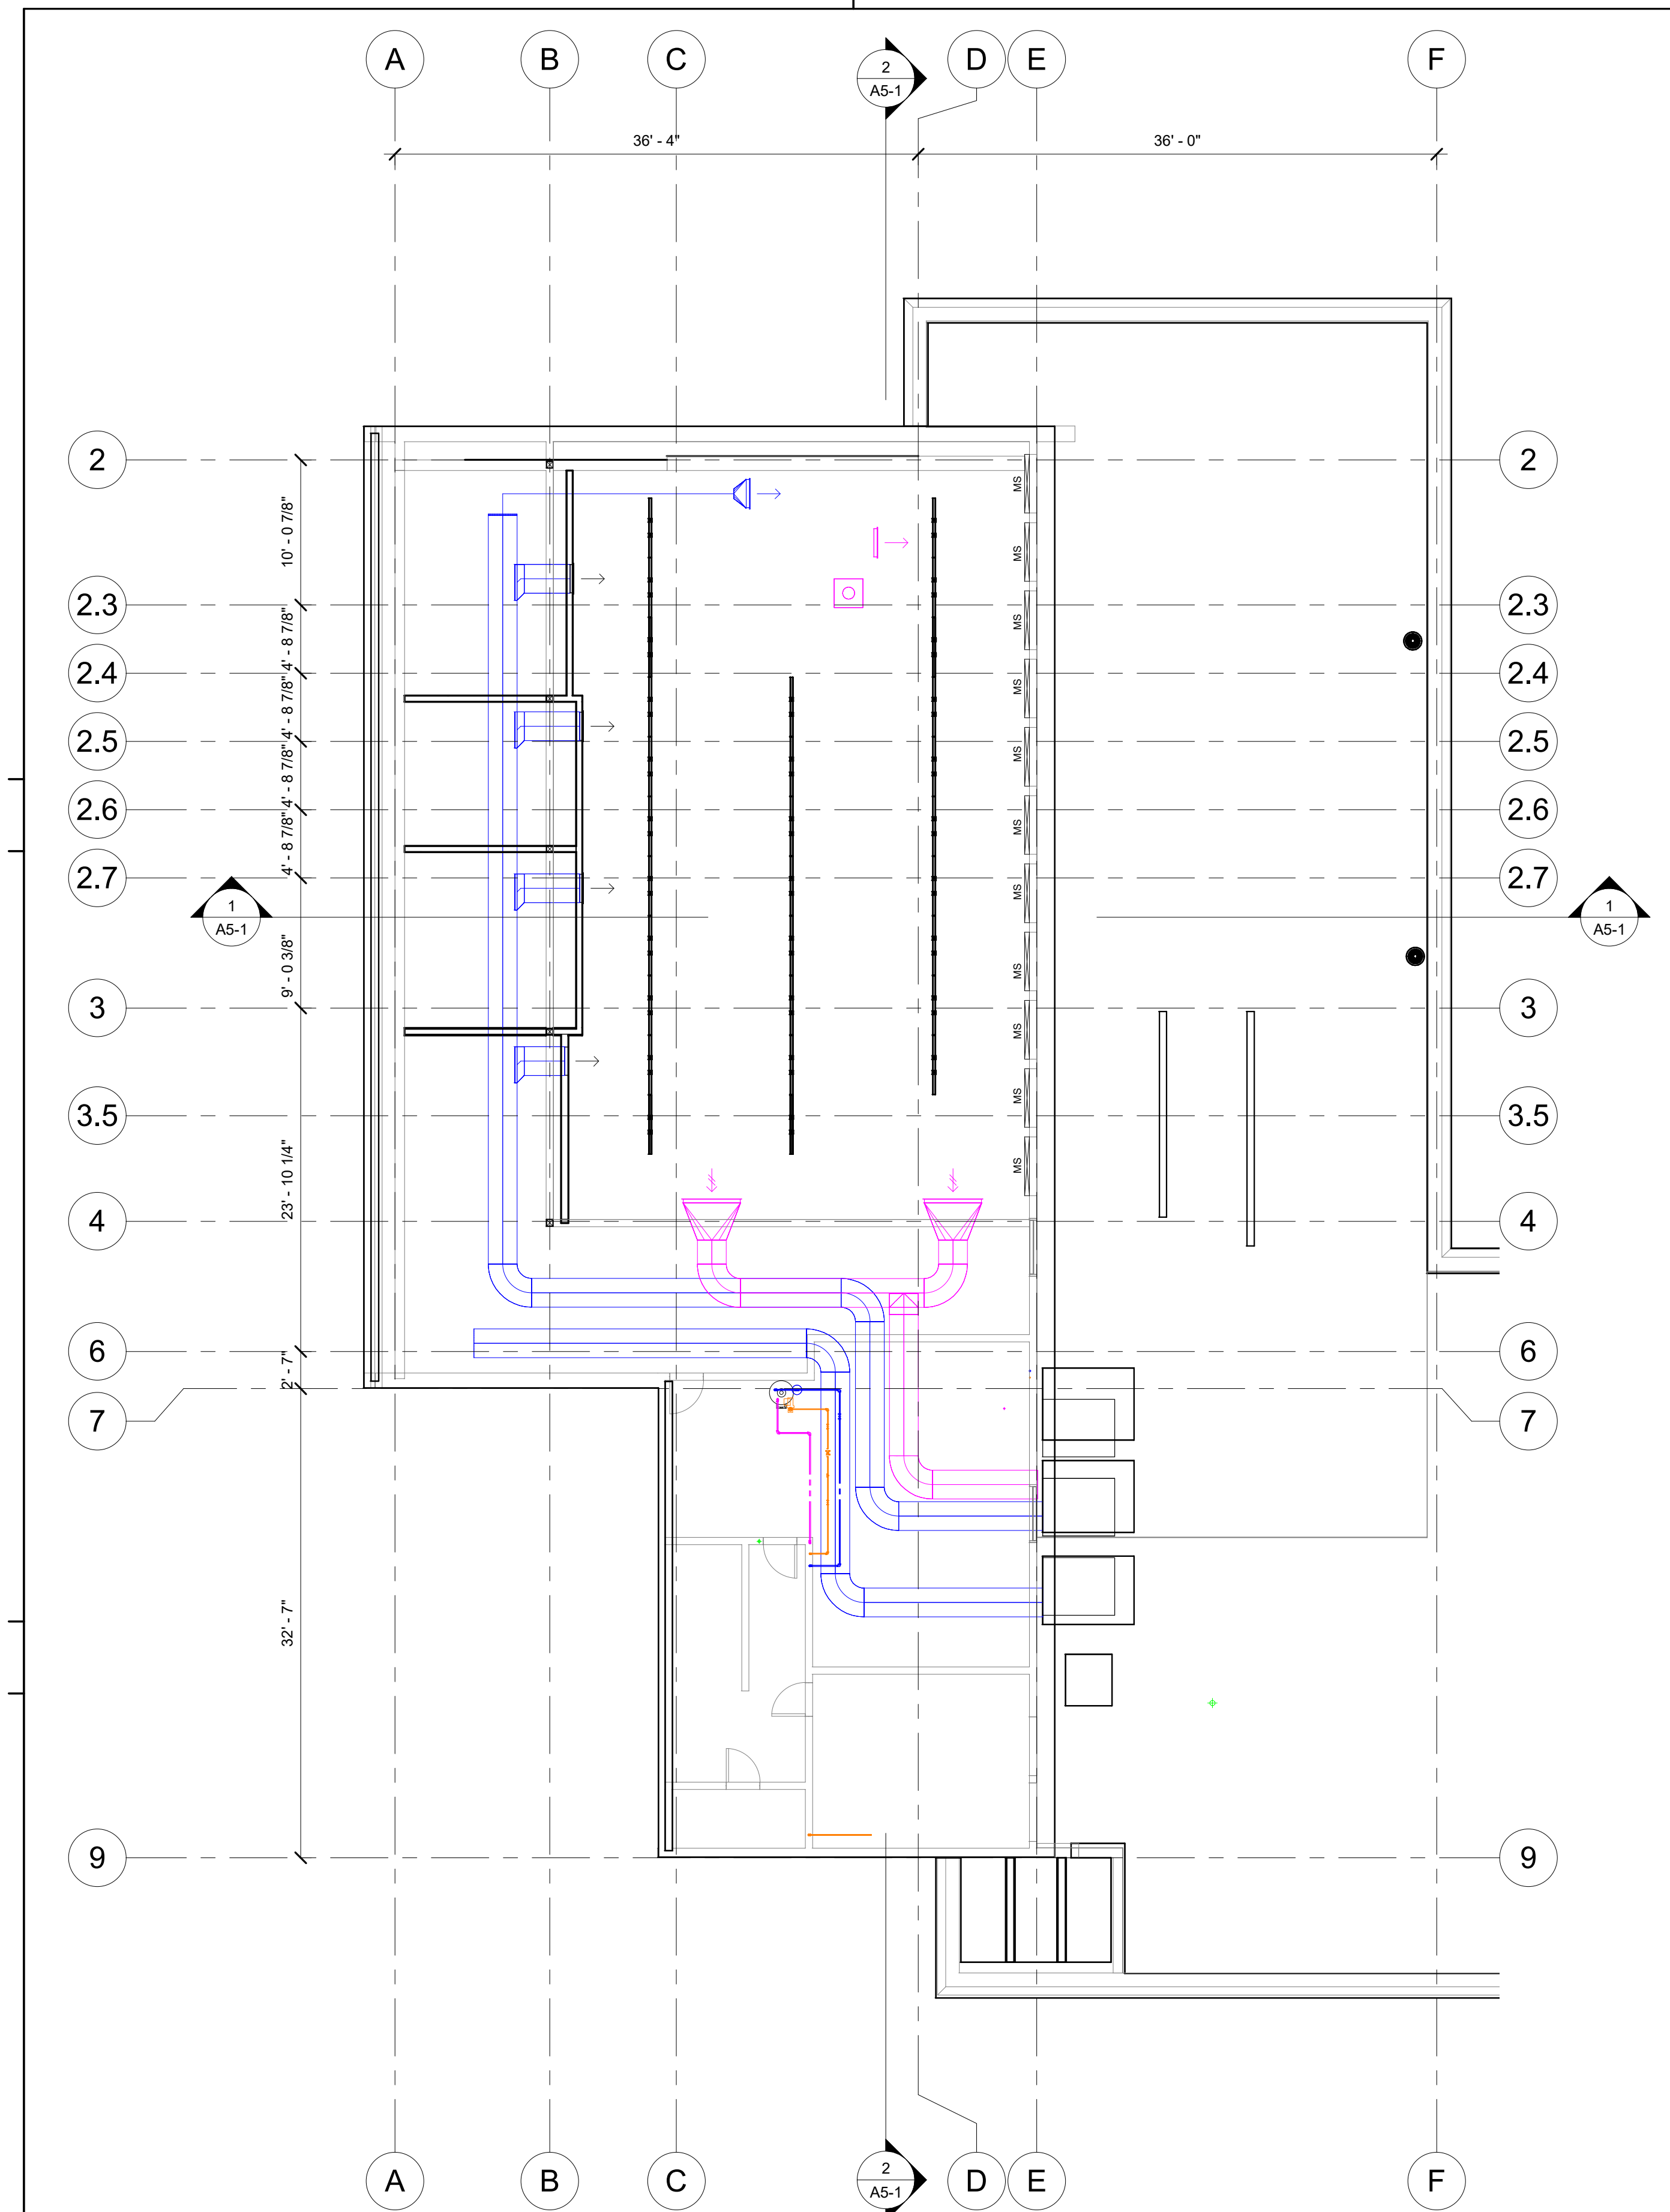 A
B
C
2
A5-1
D
E
F
36' - 4"
36' - 0"
2
MS
2
10' - 0 7/8"
MS
2.3
2.3
MS
4' - 8 7/8"
2.4
MS
2.4
4' - 8 7/8"
2.5
MS
2.5
4' - 8 7/8"
2.6
MS
2.6
4' - 8 7/8"
2.7
MS
2.7
1
A5-1
1
A5-1
MS
9' - 0 3/8"
3
MS
3
MS
3.5
3.5
MS
23' - 10 1/4"
4
4
6
6
2' - 7"
7
7
32' - 7"
9
9
A
B
C
2
A5-1
D
E
F